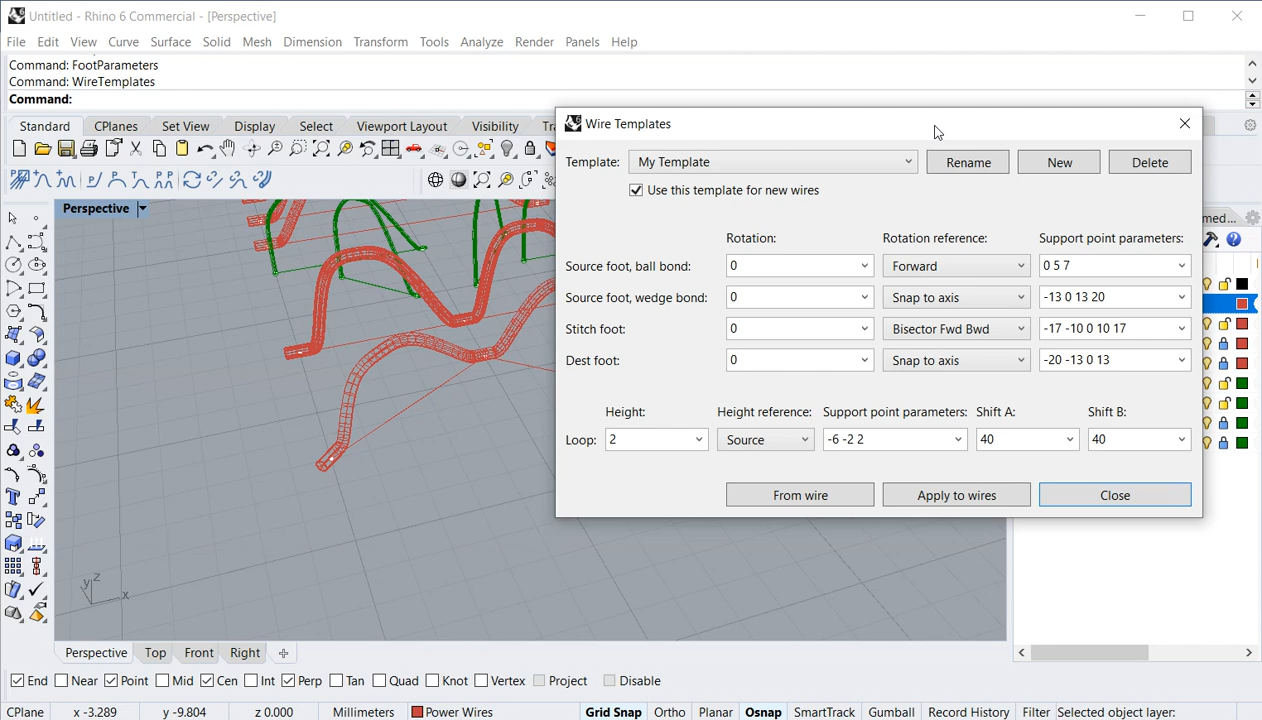 Untitled - Rhino 6 Commercial - [Perspective]
File Edit View Curve Surface Solid Mesh Dimension Transform Tools Analyze Render Panels Help
Command: FootParameters
Command: WireTemplates
Command:
Standard CPlanes Set View Display Select Viewport Layout Visibility
Wire Templates
Template: My Template Rename New Delete
Use this template for new wires
Perspective
med...
Rotation: Rotation reference: Support point parameters:
Source foot, ball bond: 0 Forward 0 5 7
Source foot, wedge bond: 0 Snap to axis -13 0 13 20
Stitch foot: 0 Bisector Fwd Bwd -17 -10 0 10 17
Dest foot: 0 Snap to axis -20 -13 0 13
Height: Height reference: Support point parameters: Shift A: Shift B:
Loop: 2 Source -6 -2 2 40 40
From wire Apply to wires Close
z
y
x
Perspective Top Front Right
End Near Point Mid Cen Int Perp Tan Quad Knot Vertex Project Disable
CPlane x -3.289 y -9.804 z 0.000 Millimeters Power Wires Grid Snap Ortho Planar Osnap SmartTrack Gumball Record History Filter Selected object layer: